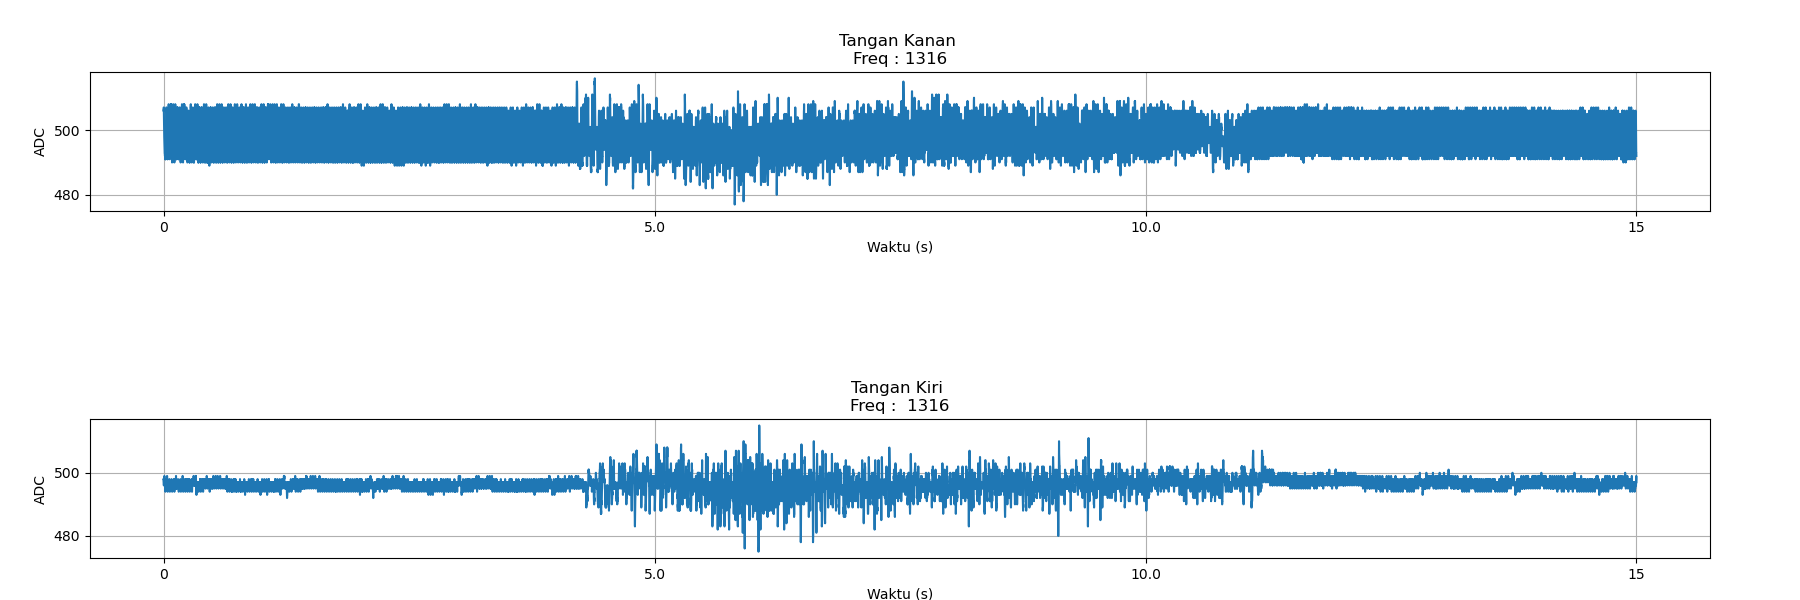 Tangan Kanan
Freq : 1316
500
480
ADC
0 5.0 10.0 15
Waktu (s)
Tangan Kiri
Freq :  1316
500
480
ADC
0 5.0 10.0 15
Waktu (s)